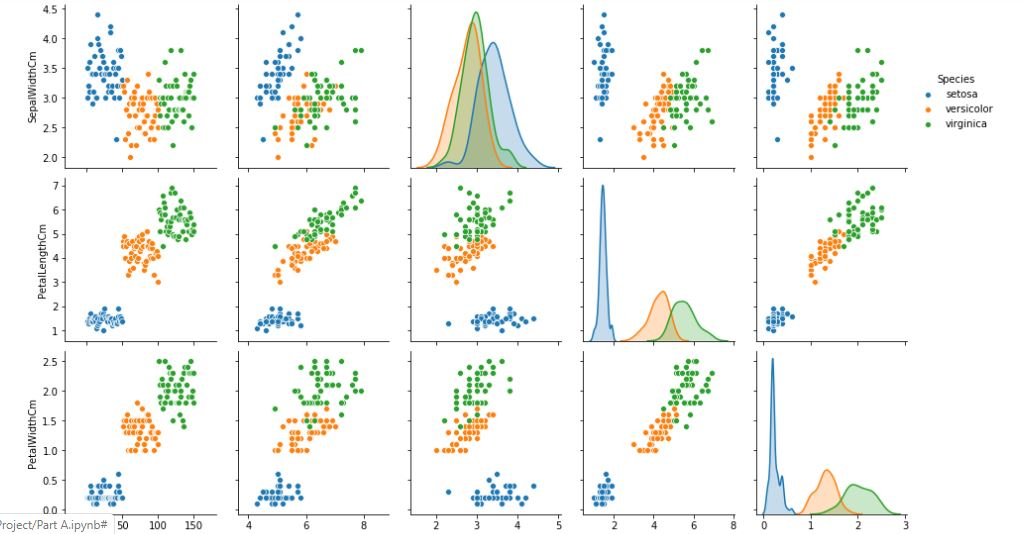 4.5
4.0
3.5
3.0
2.5
2.0
SepalWidthCm
Species
setosa
versicolor
virginica
7
6
5
4
3
2
1
PetalLengthCm
2.5
2.0
1.5
1.0
0.5
0.0
PetalWidthCm
Project/Part A.ipynb#
50 100 150
4 6 8
2 3 4 5
2 4 6 8
0 1 2 3